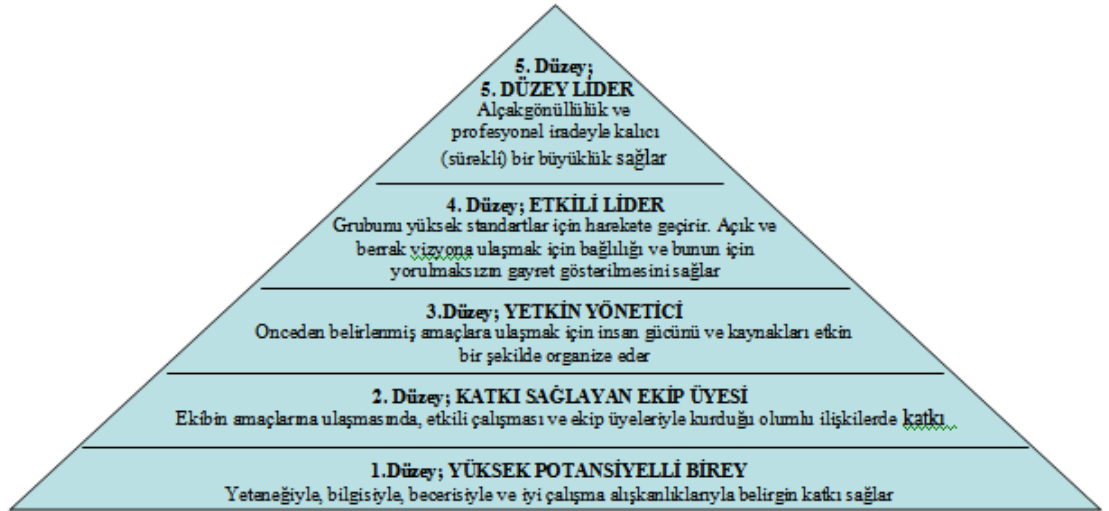 5. Düzey;
5. DÜZEY LİDER
Alçakgönüllülük ve
profesyonel iradeyle kalıcı
(sürekli) bir büyüklük sağlar
4. Düzey; ETKİLİ LİDER
Grubunu yüksek standartlar için harekete geçirir. Açık ve
berrak vizyona ulaşmak için bağlılığı ve bunun için
yorulmaksızın gayret gösterilmesini sağlar
3.Düzey; YETKİN YÖNETİCİ
Onceden belirlenmiş amaçlara ulaşmak için insan gücünü ve kaynakları etkin
bir şekilde organize eder
2. Düzey; KATKI SAĞLAYAN EKİP ÜYESİ
Ekibin amaçlarına ulaşmasında, etkili çalışması ve ekip üyeleriyle kurduğu olumlu ilişkilerde katkı
1.Düzey; YÜKSEK POTANSİYELLİ BİREY
Yeteneğiyle, bilgisiyle, becerisiyle ve iyi çalışma alışkanlıklarıyla belirgin katkı sağlar